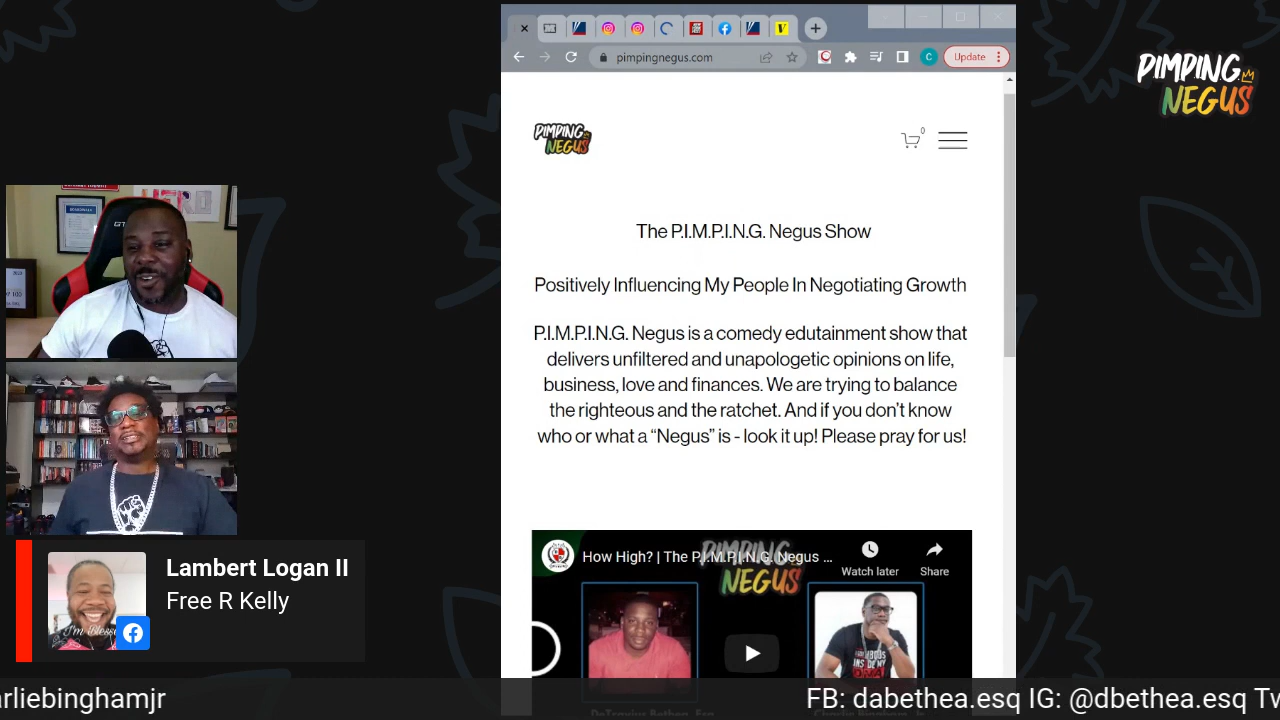 pimpingnegus.com
Update
PIMPING
NEGUS
PIMPING
NEGUS
0
The P.I.M.P.I.N.G. Negus Show
Positively Influencing My People In Negotiating Growth
P.I.M.P.I.N.G. Negus is a comedy edutainment show that
delivers unfiltered and unapologetic opinions on life,
business, love and finances. We are trying to balance
the righteous and the ratchet. And if you don't know
who or what a “Negus” is - look it up! Please pray for us!
How High? | The P.I.M.P.I.N.G. Negus ...
Watch later
Share
PIMPING
NEGUS
Lambert Logan II
Free R Kelly
rliebinghamjr
FB: dabethea.esq IG: @dbethea.esq Tw